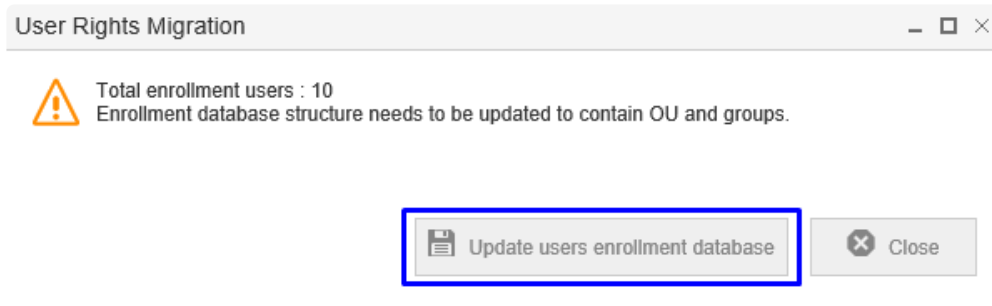 User Rights Migration
Total enrollment users : 10
Enrollment database structure needs to be updated to contain OU and groups.
Update users enrollment database
Close